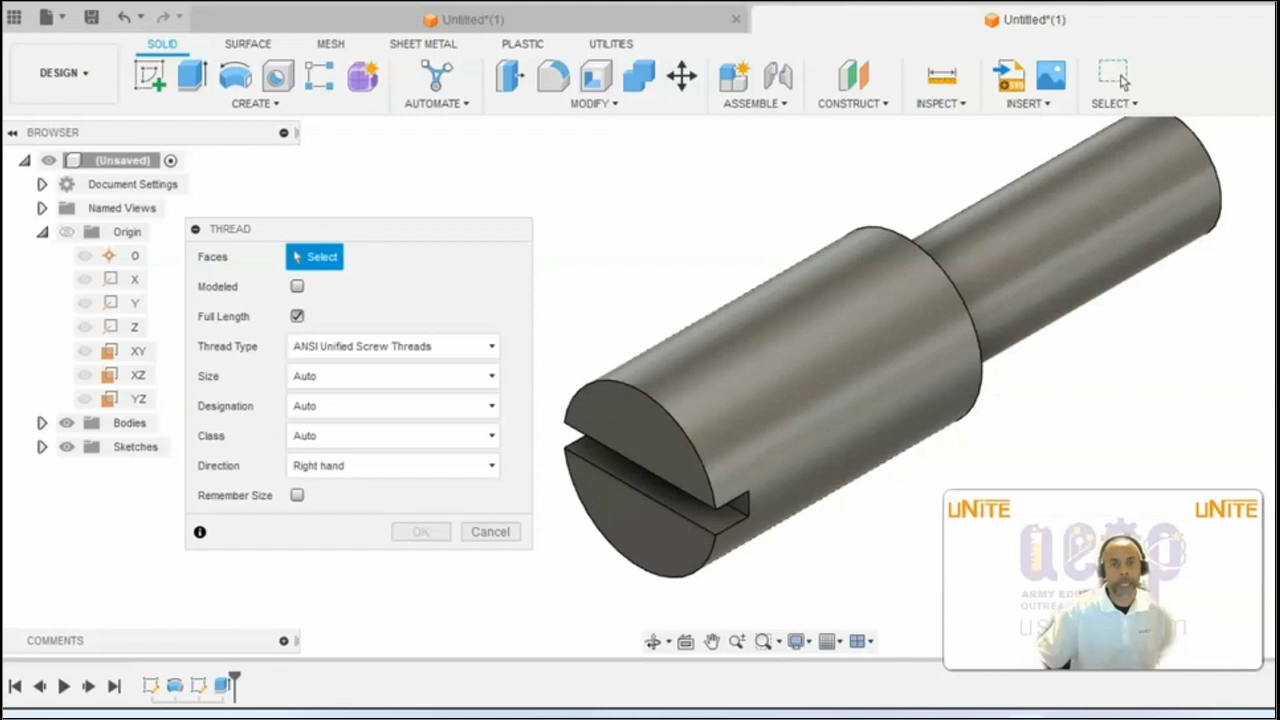 Untitled*(1)
Untitled*(1)
SOLID
SURFACE
MESH
SHEET METAL
PLASTIC
UTILITIES
DESIGN
CREATE
AUTOMATE
MODIFY
ASSEMBLE
CONSTRUCT
INSPECT
INSERT
SELECT
BROWSER
(Unsaved)
Document Settings
Named Views
Origin
O
X
Y
Z
XY
XZ
YZ
Bodies
Sketches
THREAD
Faces
Select
Modeled
Full Length
Thread Type
ANSI Unified Screw Threads
Size
Auto
Designation
Auto
Class
Auto
Direction
Right hand
Remember Size
OK
Cancel
COMMENTS
UNITE
UNITE
ARMY